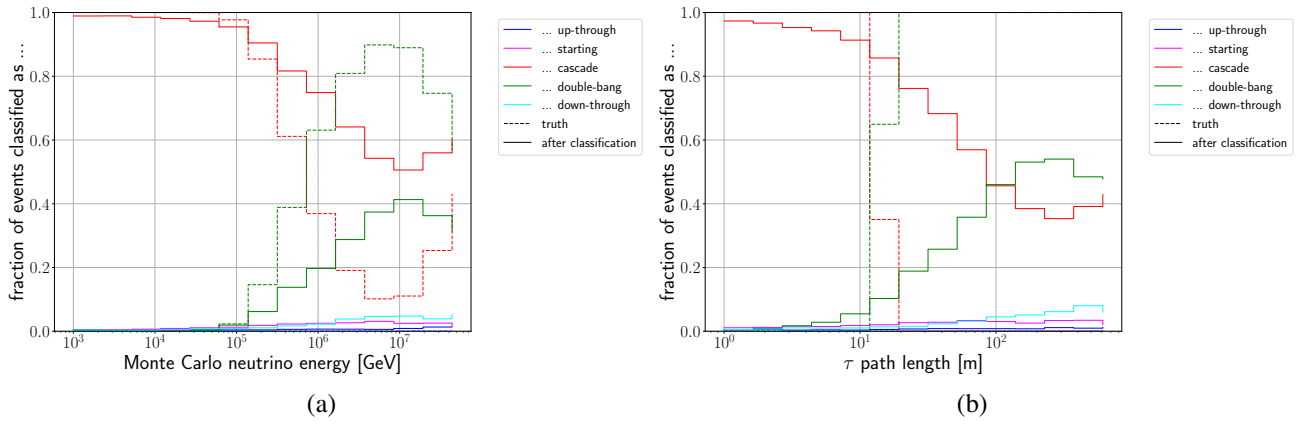 fraction of events classified as ...
1.0
0.8
0.6
0.4
0.2
0.0
10³
10⁴
10⁵
10⁶
10⁷
Monte Carlo neutrino energy [GeV]
... up-through
... starting
... cascade
... double-bang
... down-through
truth
after classification
(a)
fraction of events classified as ...
1.0
0.8
0.6
0.4
0.2
0.0
10⁰
10¹
10²
τ path length [m]
... up-through
... starting
... cascade
... double-bang
... down-through
truth
after classification
(b)